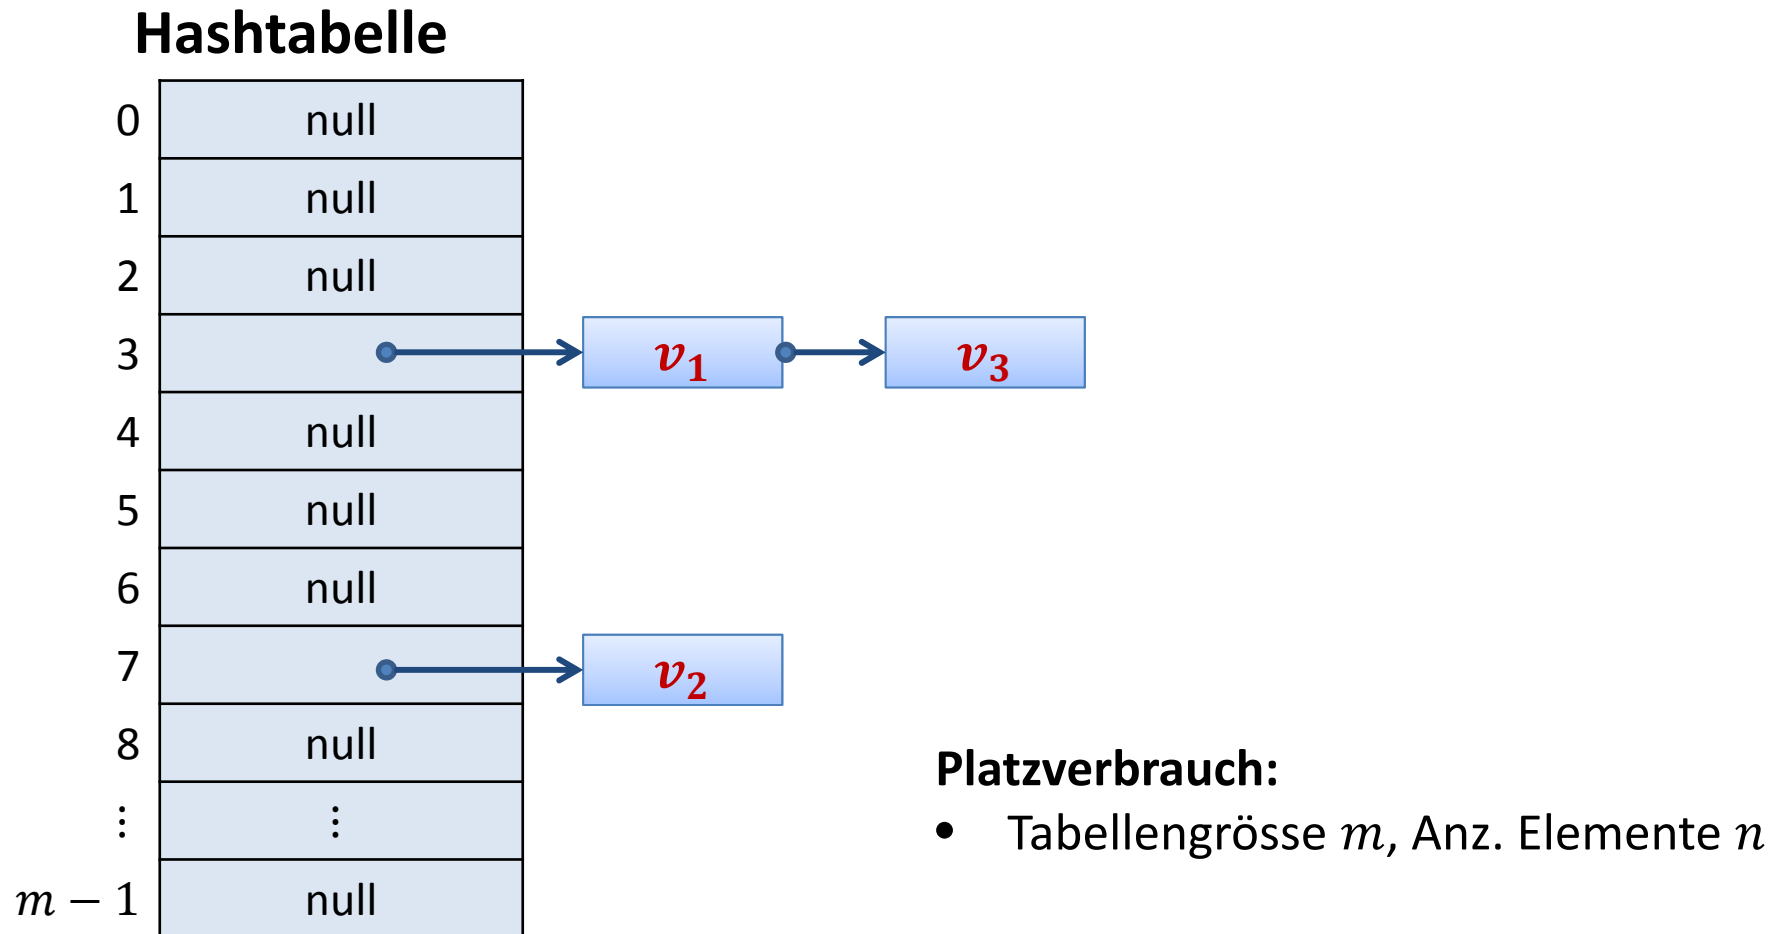 Hashtabelle
0 null
1 null
2 null
3 v₁ v₃
4 null
5 null
6 null
7 v₂
8 null
⋮ ⋮
m − 1 null
Platzverbrauch:
• Tabellengrösse m, Anz. Elemente n